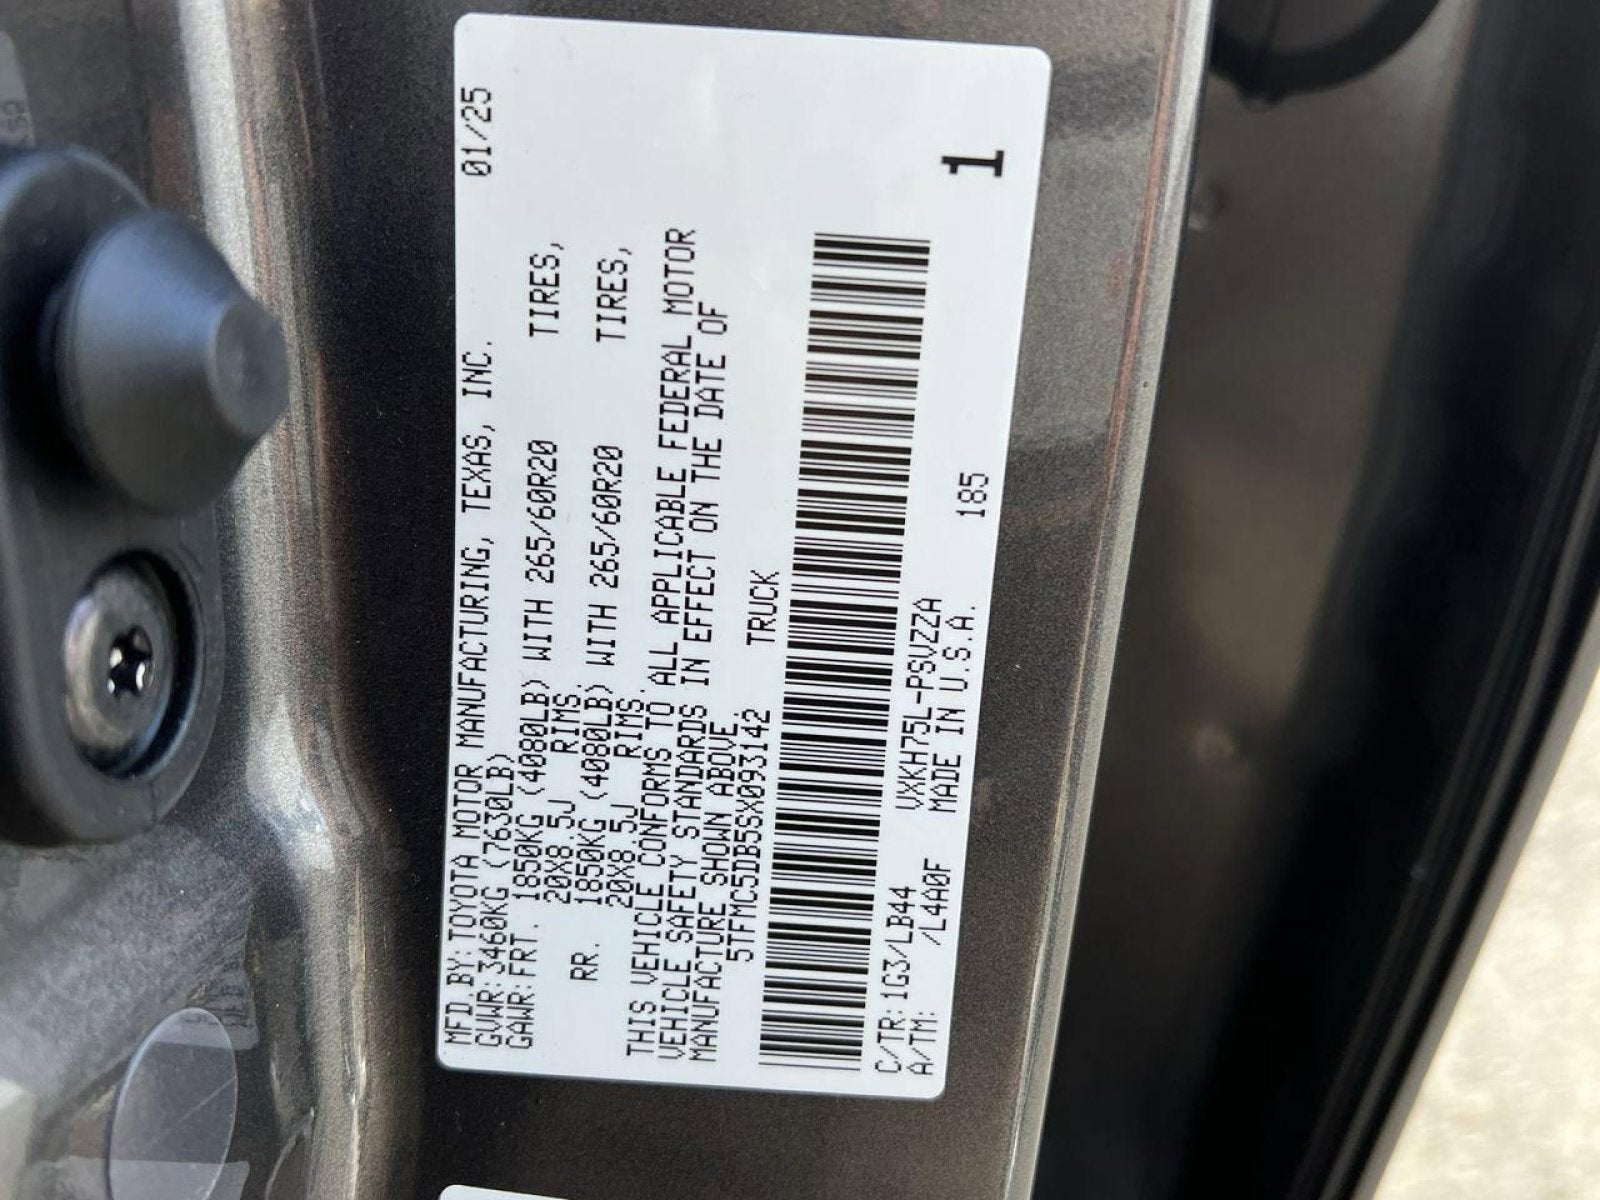 MFD.BY:TOYOTA MOTOR MANUFACTURING, TEXAS, INC. 01/25
GVWR:3460KG (7630LB)
GAWR:FRT. 1850KG (4080LB) WITH 265/60R20 TIRES,
20X8.5J RIMS.
RR. 1850KG (4080LB) WITH 265/60R20 TIRES,
20X8.5J RIMS.
THIS VEHICLE CONFORMS TO ALL APPLICABLE FEDERAL MOTOR
VEHICLE SAFETY STANDARDS IN EFFECT ON THE DATE OF
MANUFACTURE SHOWN ABOVE.
5TFMC5DB5SX093142 TRUCK
C/TR:1G3/LB44 VXKH75L-PSVZZA
A/TM: /L4A0F MADE IN U.S.A. 185
1